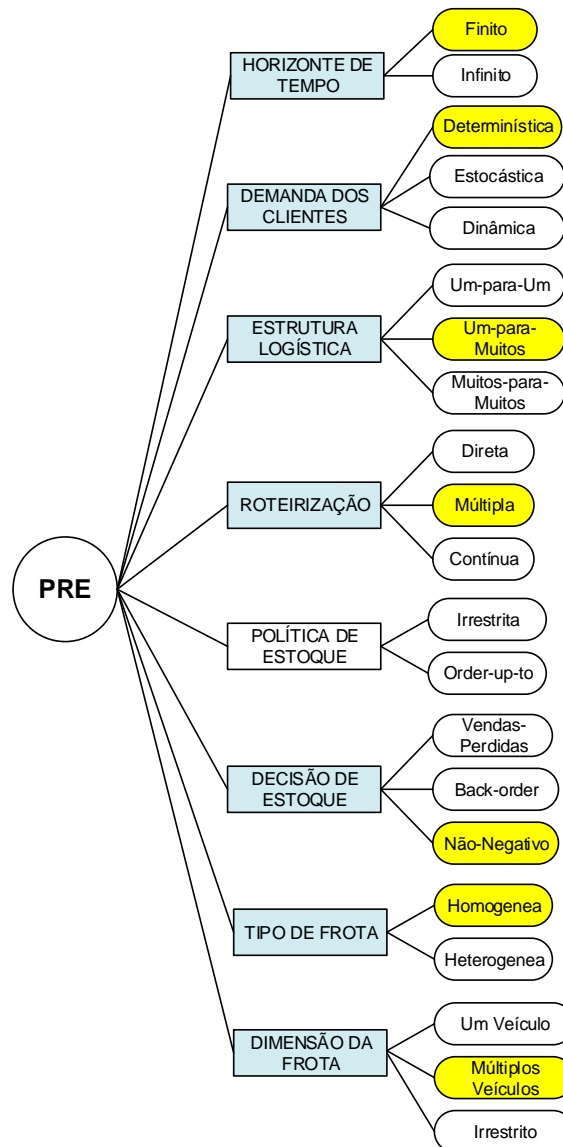 PRE
HORIZONTE DE
TEMPO
Finito
Infinito
DEMANDA DOS
CLIENTES
Determinística
Estocástica
Dinâmica
ESTRUTURA
LOGÍSTICA
Um-para-Um
Um-para-
Muitos
Muitos-para-
Muitos
ROTEIRIZAÇÃO
Direta
Múltipla
Contínua
POLÍTICA DE
ESTOQUE
Irrestrita
Order-up-to
DECISÃO DE
ESTOQUE
Vendas-
Perdidas
Back-order
Não-Negativo
TIPO DE FROTA
Homogenea
Heterogenea
DIMENSÃO DA
FROTA
Um Veículo
Múltiplos
Veículos
Irrestrito